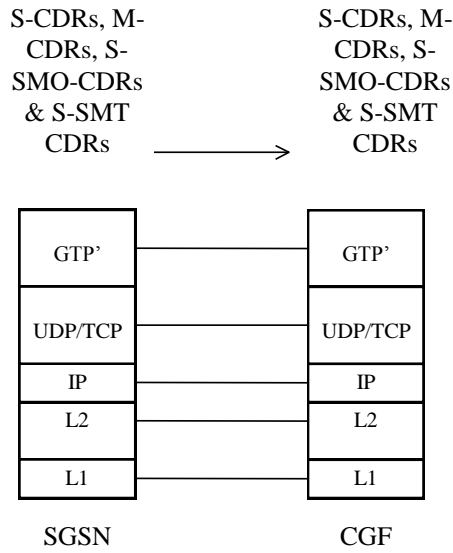 S-CDRs, M-
CDRs, S-
SMO-CDRs
& S-SMT
CDRs
S-CDRs, M-
CDRs, S-
SMO-CDRs
& S-SMT
CDRs
GTP’
GTP’
UDP/TCP
UDP/TCP
IP
IP
L2
L2
L1
L1
SGSN
CGF